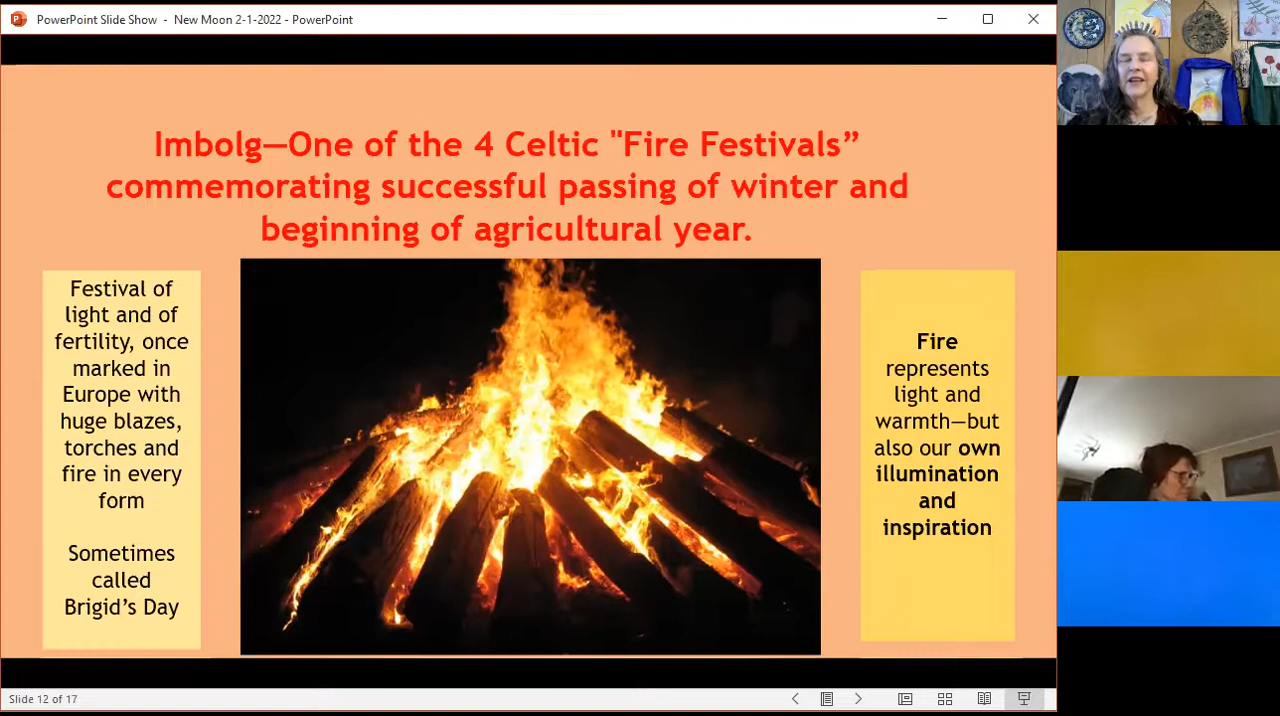 PowerPoint Slide Show - New Moon 2-1-2022 - PowerPoint
Imbolg—One of the 4 Celtic "Fire Festivals”
commemorating successful passing of winter and
beginning of agricultural year.
Festival of
light and of
fertility, once
marked in
Europe with
huge blazes,
torches and
fire in every
form
Sometimes
called
Brigid’s Day
Fire
represents
light and
warmth—but
also our own
illumination
and
inspiration
Slide 12 of 17